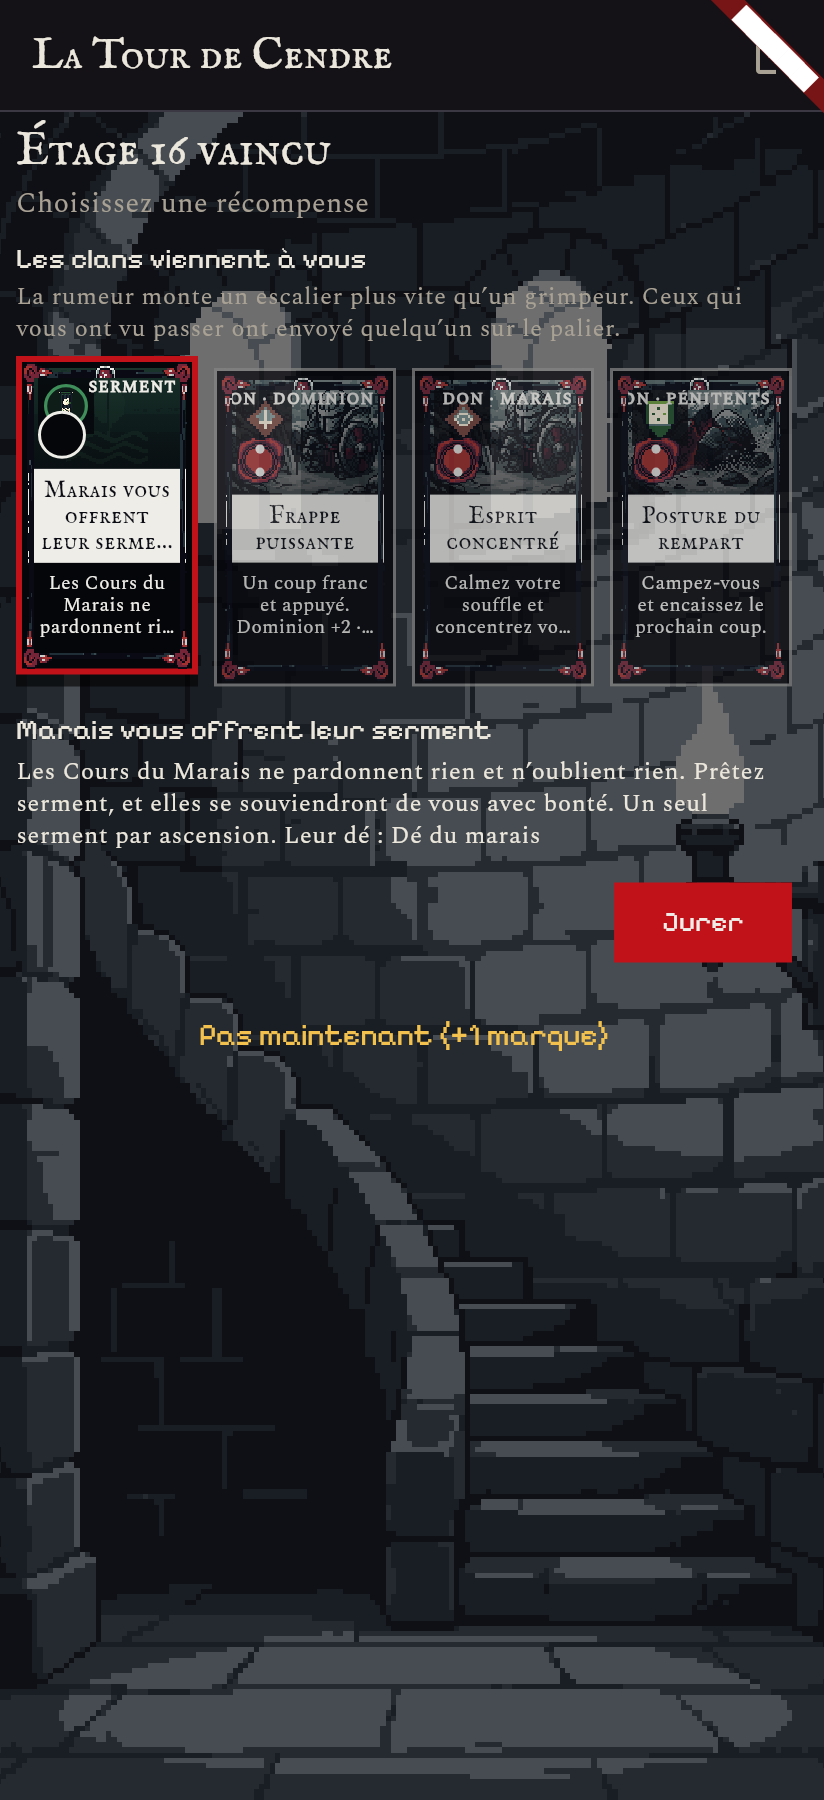 La Tour de Cendre
Étage 16 vaincu
Choisissez une récompense
Les clans viennent à vous
La rumeur monte un escalier plus vite qu'un grimpeur. Ceux qui
vous ont vu passer ont envoyé quelqu'un sur le palier.
SERMENT
Marais vous
offrent
leur serme...
Les Cours du
Marais ne
pardonnent ri...
ON · DOMINION
Frappe
puissante
Un coup franc
et appuyé.
Dominion +2 ·...
DON · MARAIS
Esprit
concentré
Calmez votre
souffle et
concentrez vo...
ON · PÉNITENTS
Posture du
rempart
Campez-vous
et encaissez le
prochain coup.
Marais vous offrent leur serment
Les Cours du Marais ne pardonnent rien et n'oublient rien. Prêtez
serment, et elles se souviendront de vous avec bonté. Un seul
serment par ascension. Leur dé : Dé du marais
Jurer
Pas maintenant (+1 marque)